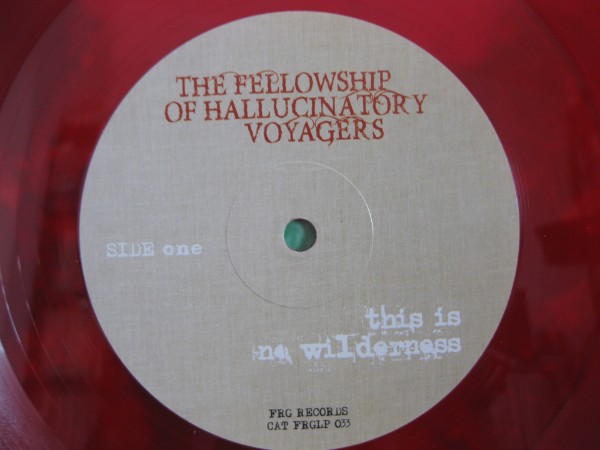 THE FELLOWSHIP
OF HALLUCINATORY
VOYAGERS
SIDE one
this is
no wilderness
FRG RECORDS
CAT FRGLP 033